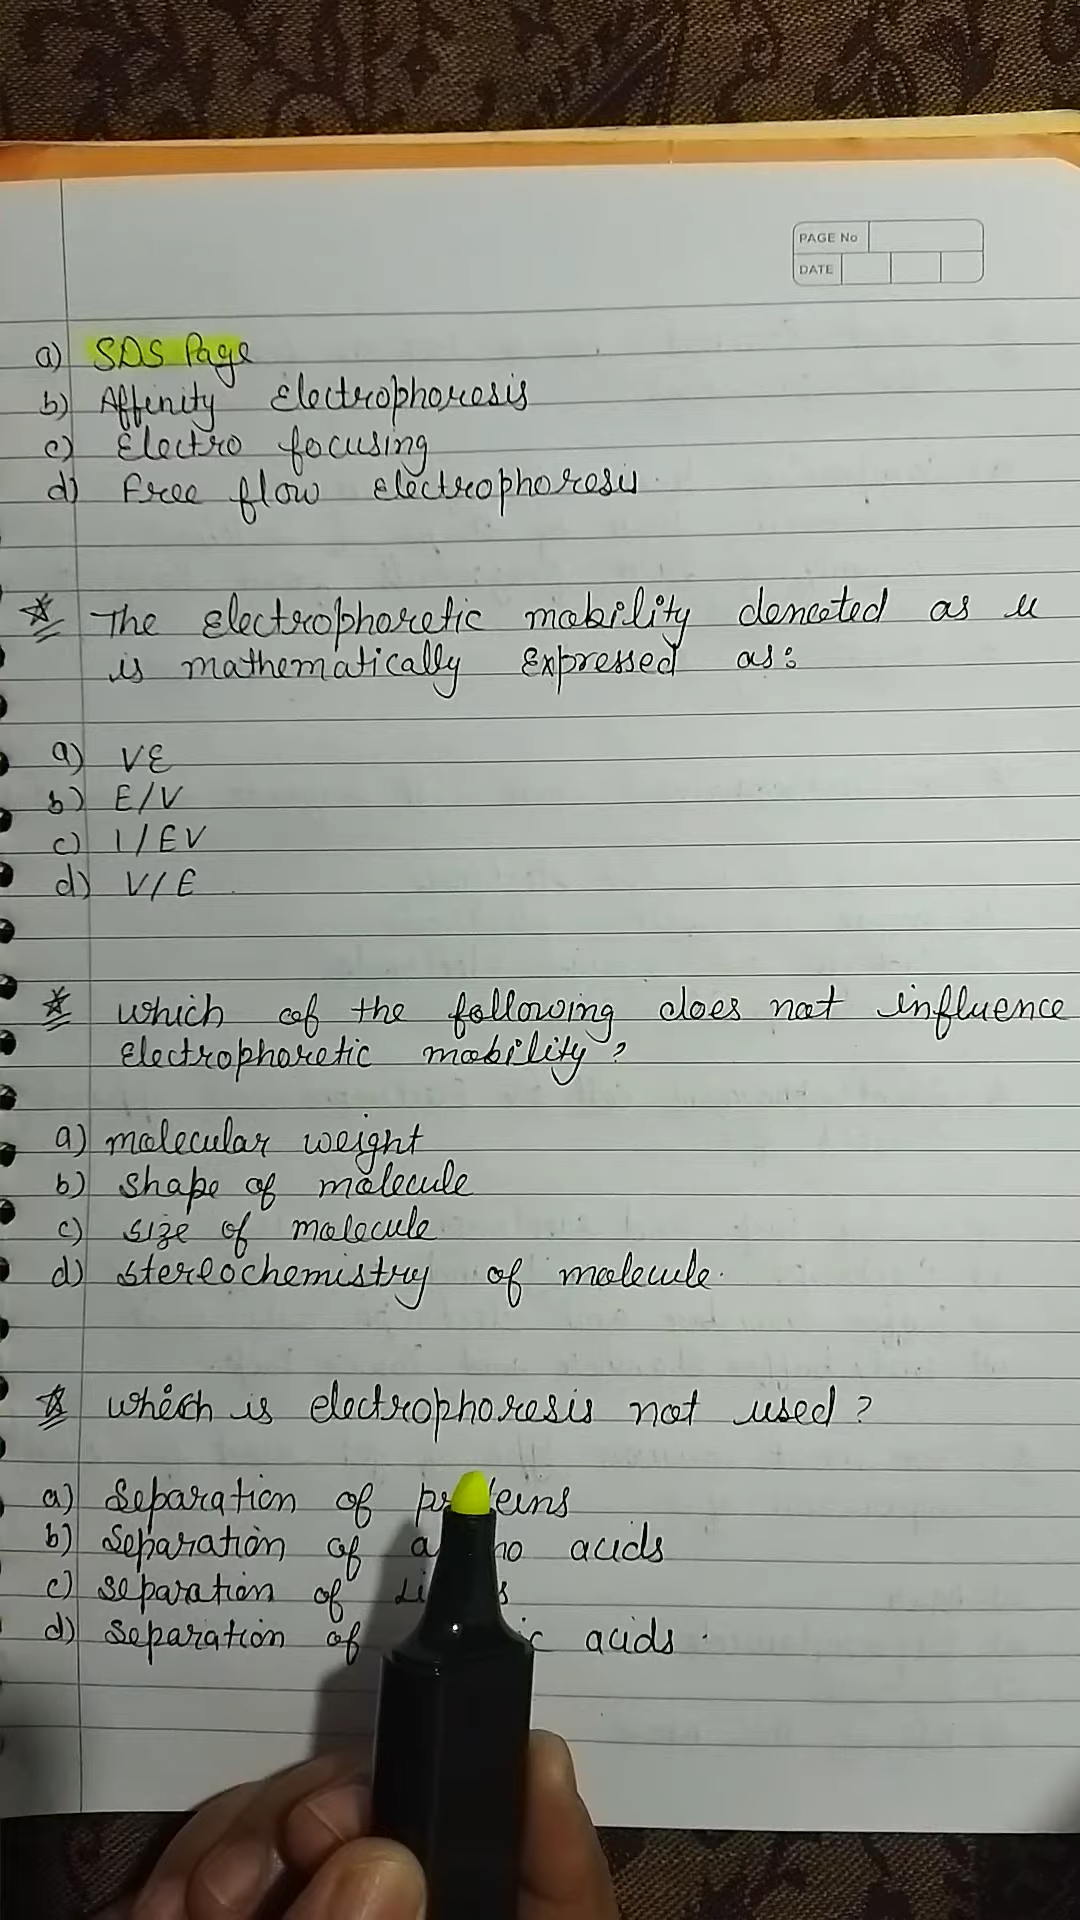 PAGE No
DATE
a) SDS Page
b) Affinity Electrophoresis
c) Electro focusing
d) Free flow electrophoresis.
The electrophoretic mobility denoted as u
is mathematically Expressed as:
a) VE
b) E/V
c) 1/EV
d) V/E
which of the following does not influence
Electrophoretic mobility?
a) molecular weight
b) shape of molecule
c) size of molecule
d) stereochemistry of molecule.
which is electrophoresis not used?
a) Separation of
b) Separation of acids
c) separation of
d) Separation of acids.